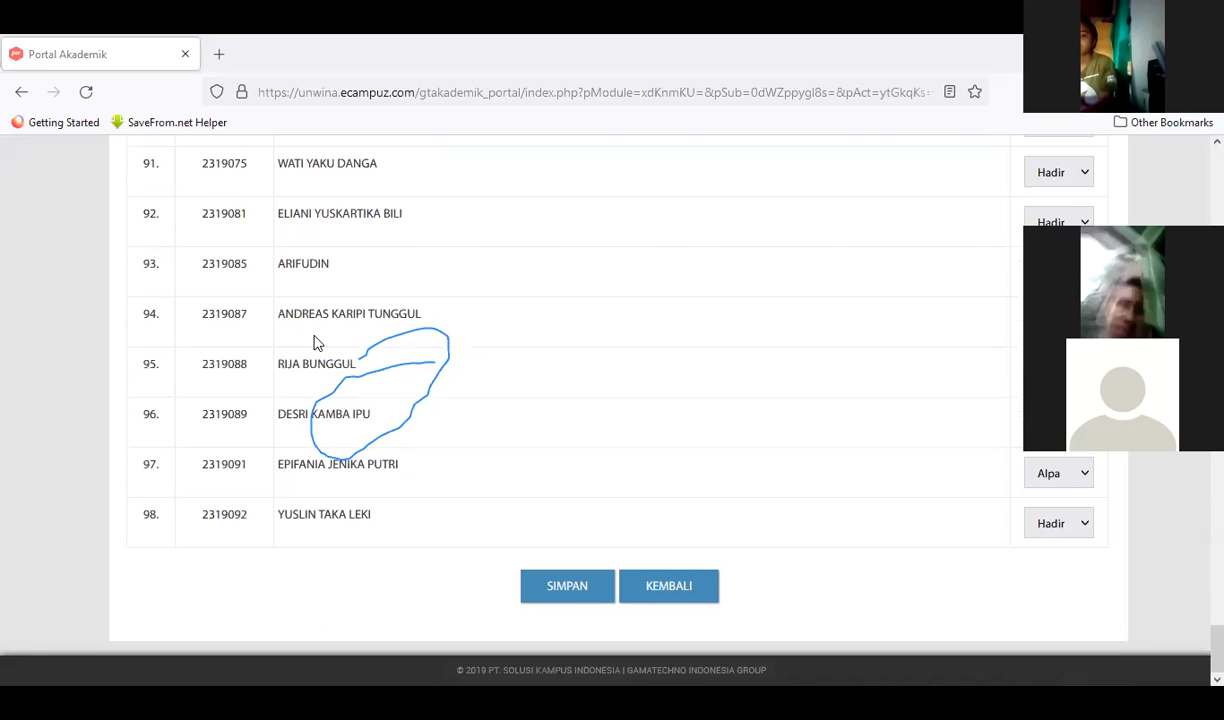 Portal Akademik
https://unwina.ecampuz.com/gtakademik_portal/index.php?pModule=xdKnmKU=&pSub=0dWZppygl8s=&pAct=ytGkqKs=
Getting Started SaveFrom.net Helper Other Bookmarks
91. 2319075 WATI YAKU DANGA Hadir
92. 2319081 ELIANI YUSKARTIKA BILI Hadir
93. 2319085 ARIFUDIN
94. 2319087 ANDREAS KARIPI TUNGGUL
95. 2319088 RIJA BUNGGUL
96. 2319089 DESRI KAMBA IPU
97. 2319091 EPIFANIA JENIKA PUTRI Alpa
98. 2319092 YUSLIN TAKA LEKI Hadir
SIMPAN KEMBALI
© 2019 PT. SOLUSI KAMPUS INDONESIA | GAMATECHNO INDONESIA GROUP